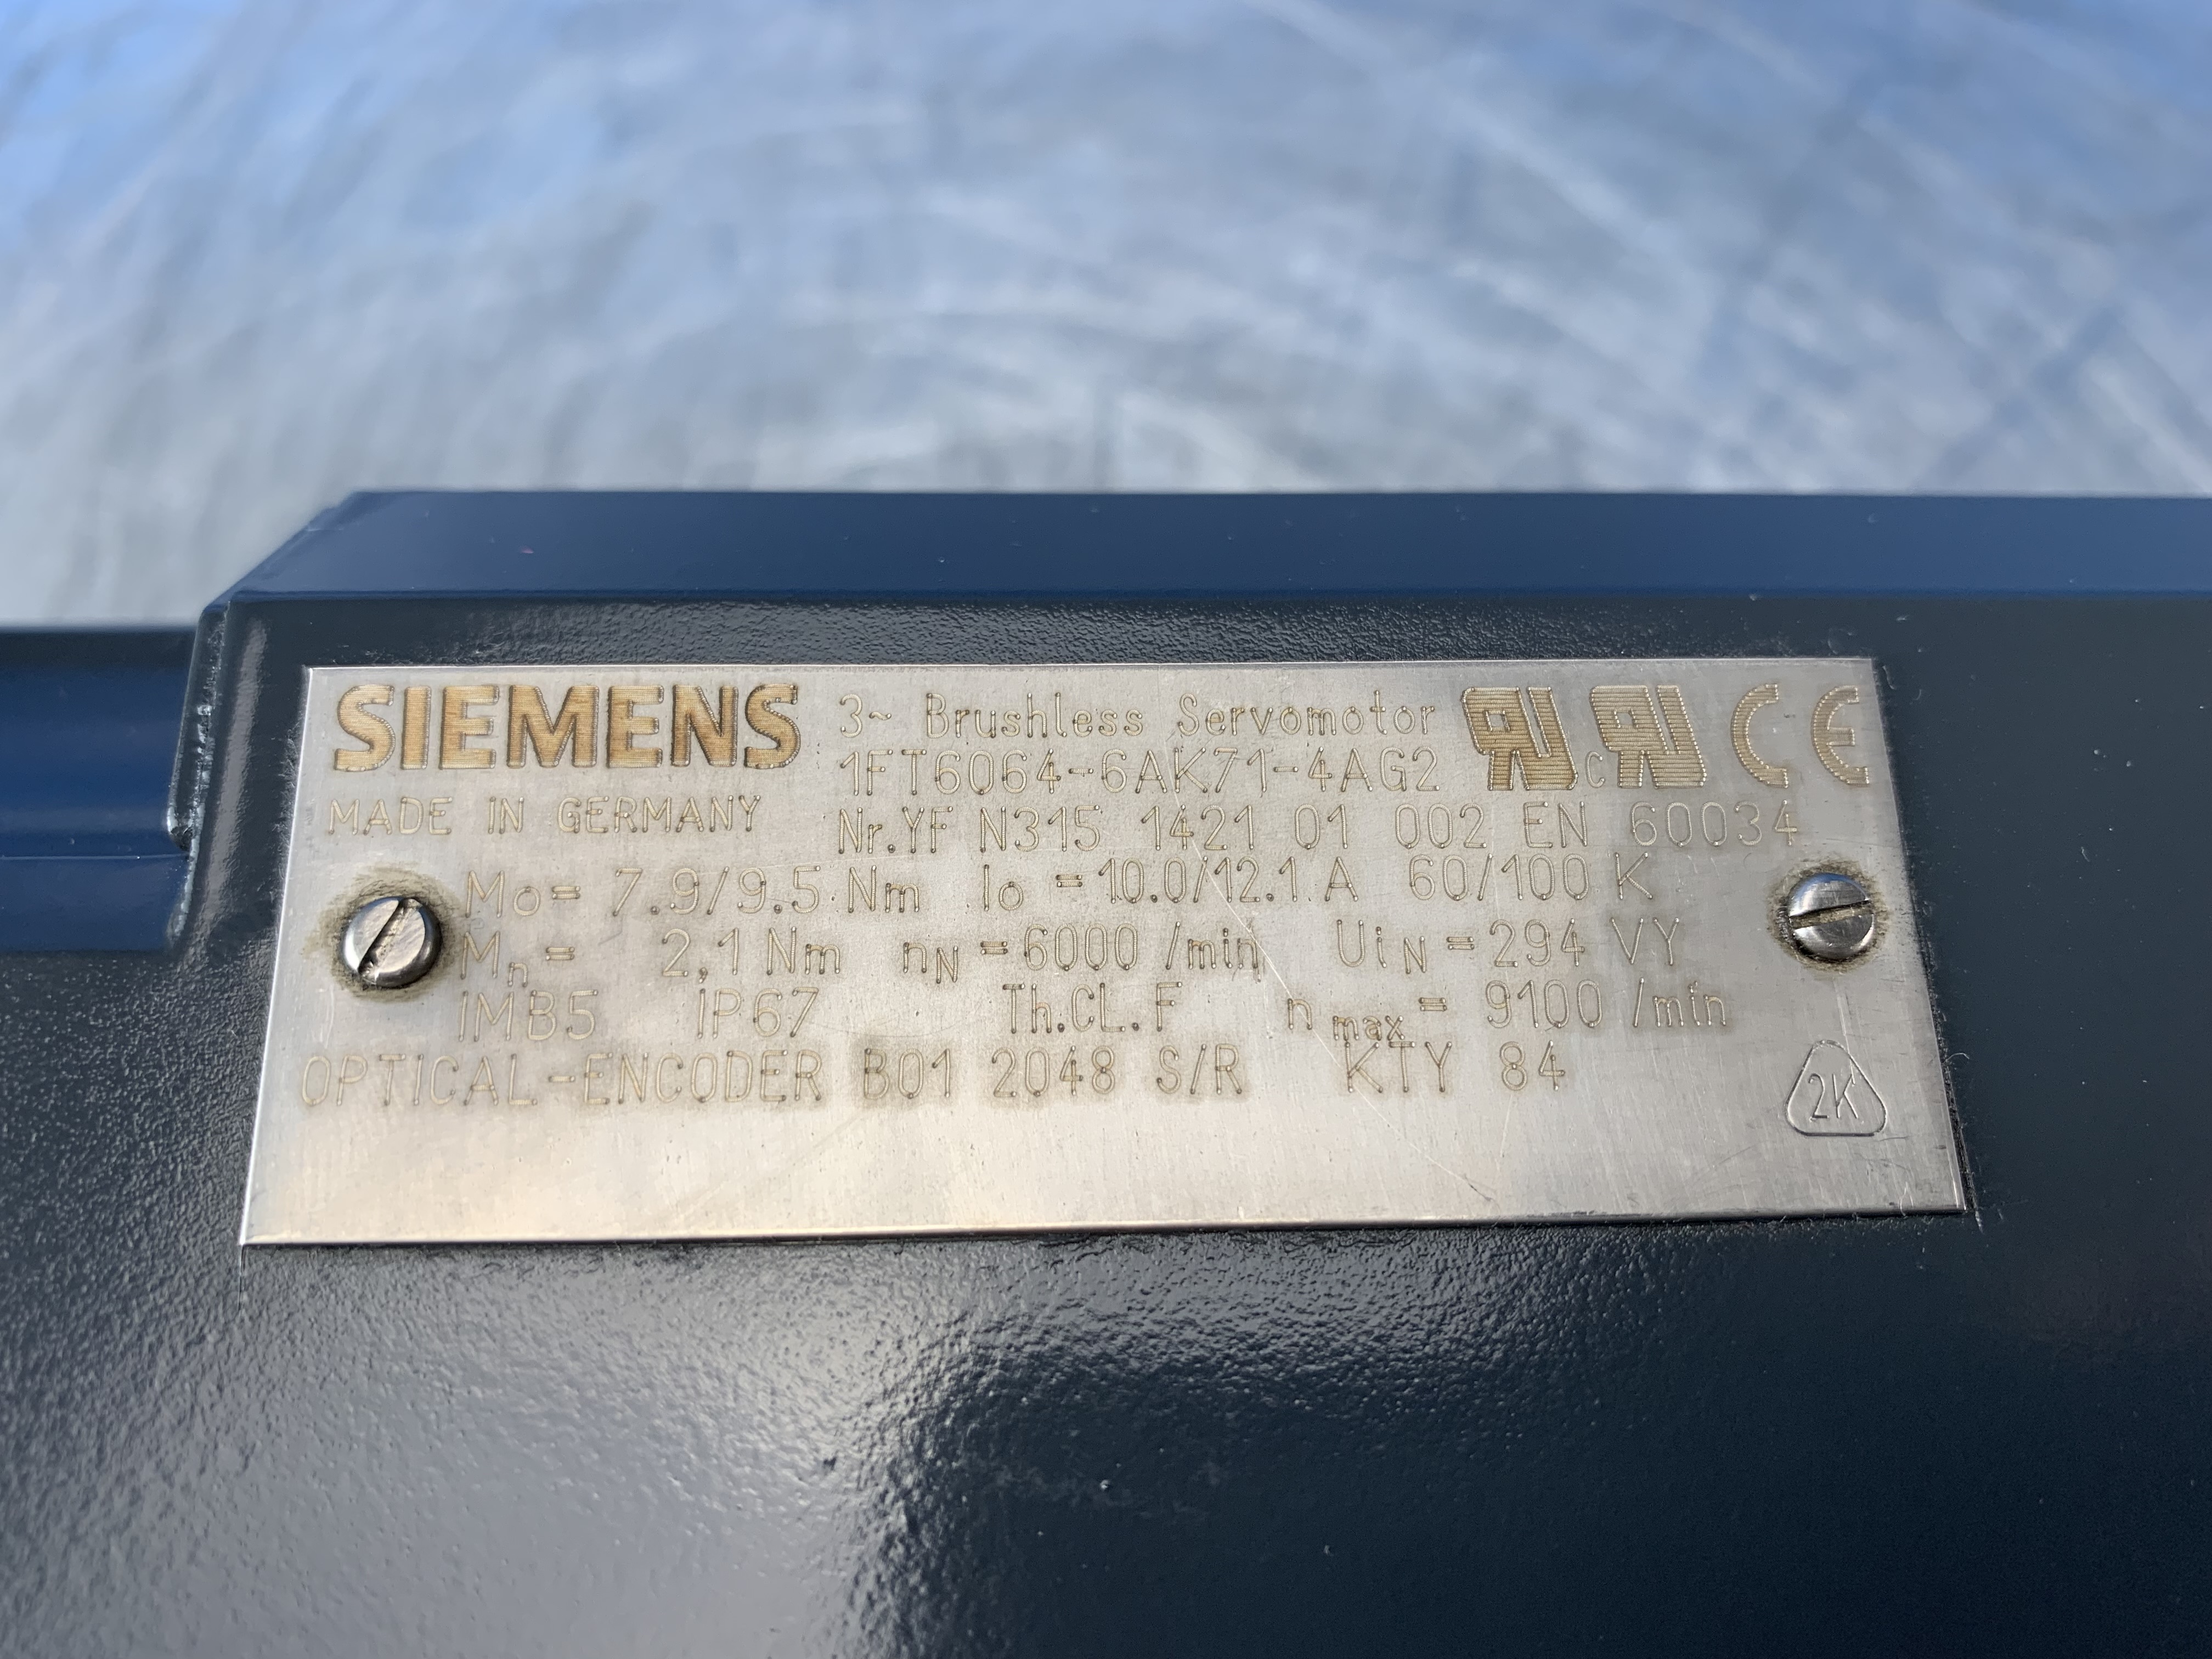 SIEMENS 3~ Brushless Servomotor
1FT6064-6AK71-4AG2 c CE
MADE IN GERMANY Nr.YF N315 1421 01 002 EN 60034
Mo= 7.9/9.5 Nm Io =10.0/12.1 A 60/100 K
Mn= 2,1 Nm nN =6000 /min UiN =294 VY
IMB5 IP67 Th.CL.F nmax= 9100 /min
OPTICAL-ENCODER B01 2048 S/R KTY 84
2K